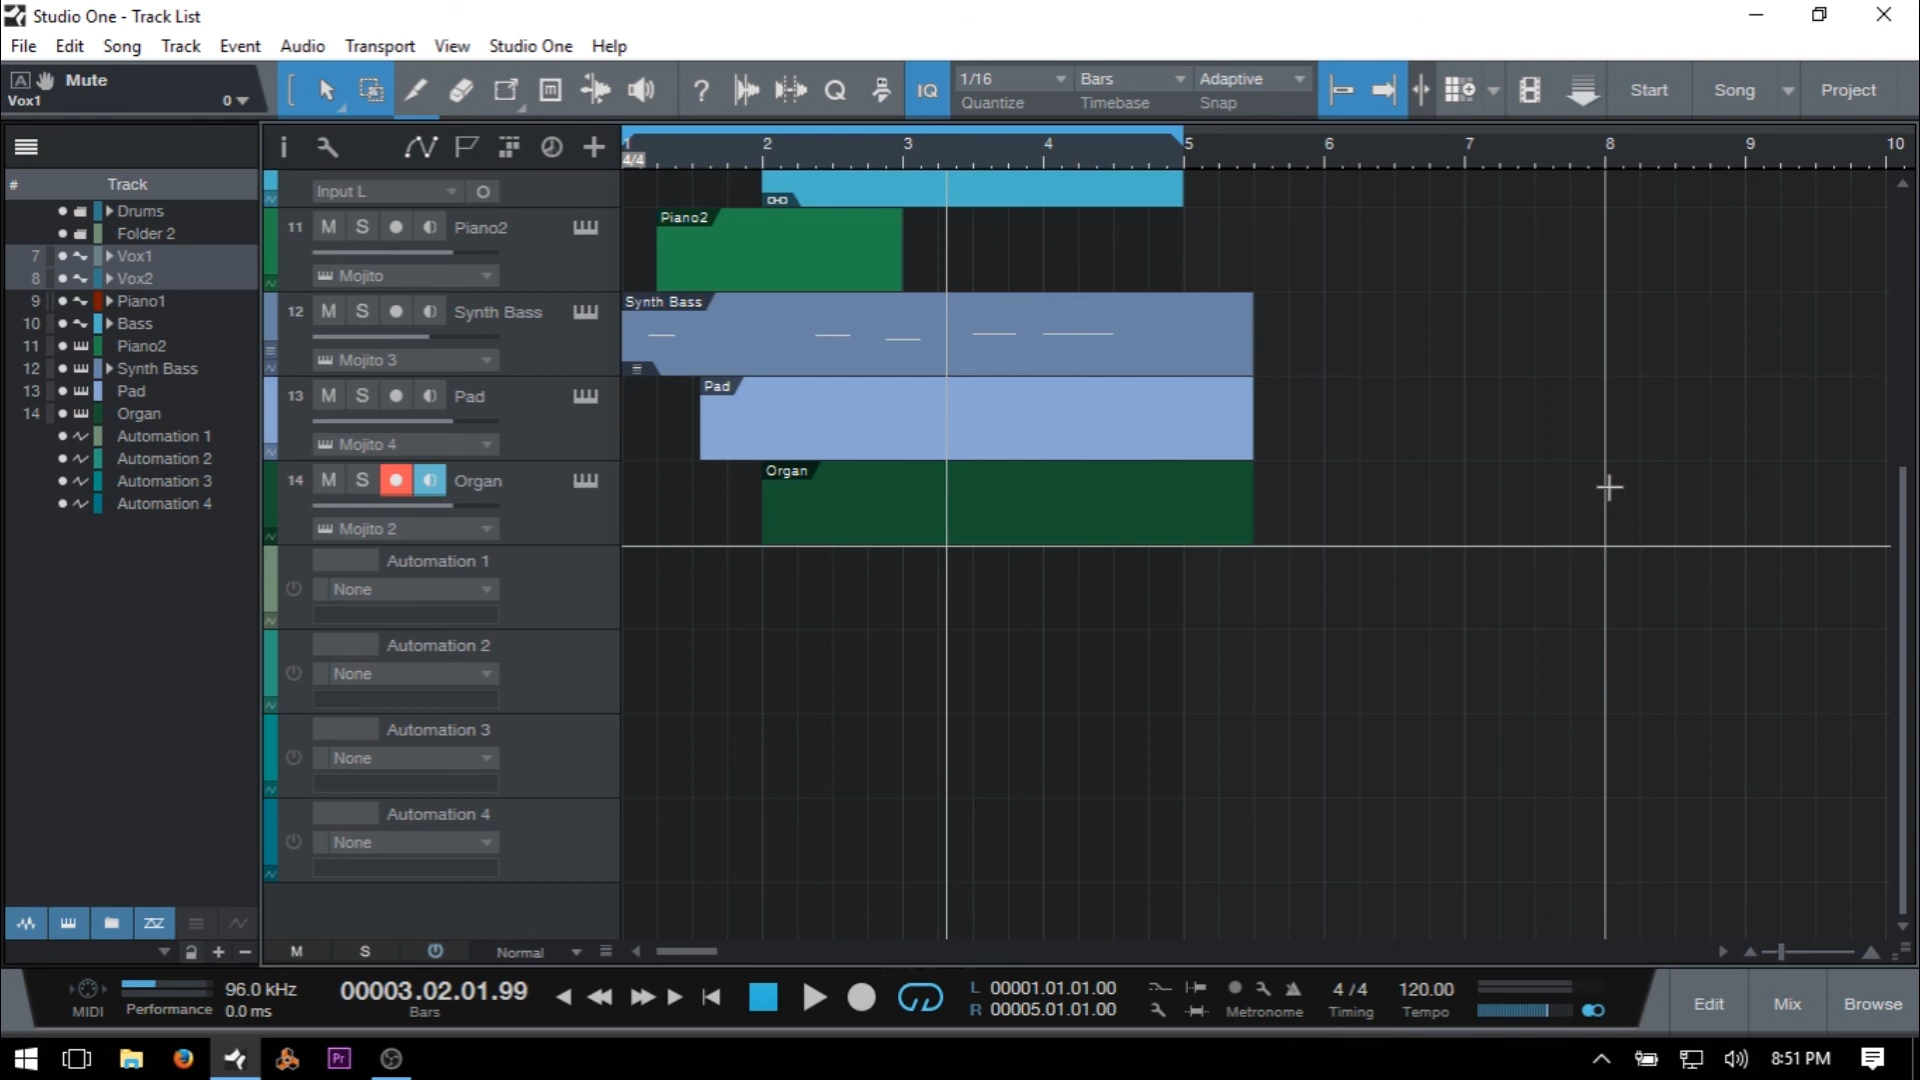 Studio One - Track List
File Edit Song Track Event Audio Transport View Studio One Help
A Mute
Vox1 0
? Q IQ
1/16 Bars Adaptive
Quantize Timebase Snap
Start Song Project
# Track
Drums
Folder 2
7 Vox1
8 Vox2
9 Piano1
10 Bass
11 Piano2
12 Synth Bass
13 Pad
14 Organ
Automation 1
Automation 2
Automation 3
Automation 4
i
1 2 3 4 5 6 7 8 9 10
4/4
Input L
11 M S Piano2
Mojito
12 M S Synth Bass
Mojito 3
13 M S Pad
Mojito 4
14 M S Organ
Mojito 2
Automation 1
None
Automation 2
None
Automation 3
None
Automation 4
None
Piano2
Synth Bass
Pad
Organ
M S Normal
MIDI
Performance
96.0 kHz
0.0 ms
00003.02.01.99
Bars
L 00001.01.01.00
R 00005.01.01.00
Metronome
4 / 4
Timing
120.00
Tempo
Edit Mix Browse
Pr
8:51 PM